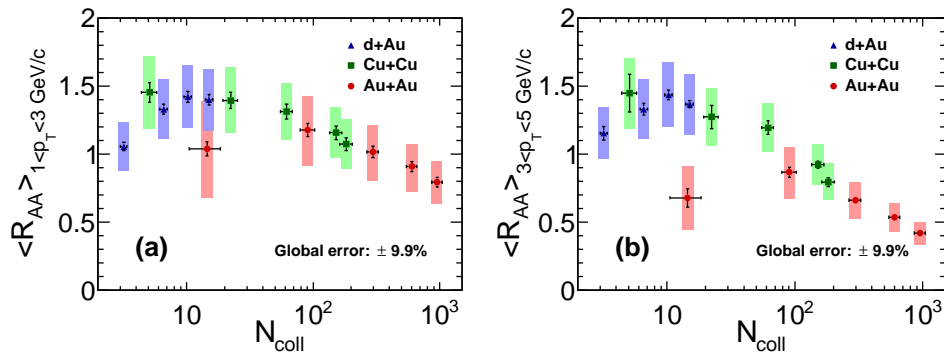 <R_AA>_1<p_T<3 GeV/c
2
1.5
1
0.5
0
d+Au
Cu+Cu
Au+Au
(a)
Global error: ± 9.9%
10
10²
10³
N_coll
<R_AA>_3<p_T<5 GeV/c
2
1.5
1
0.5
0
d+Au
Cu+Cu
Au+Au
(b)
Global error: ± 9.9%
10
10²
10³
N_coll